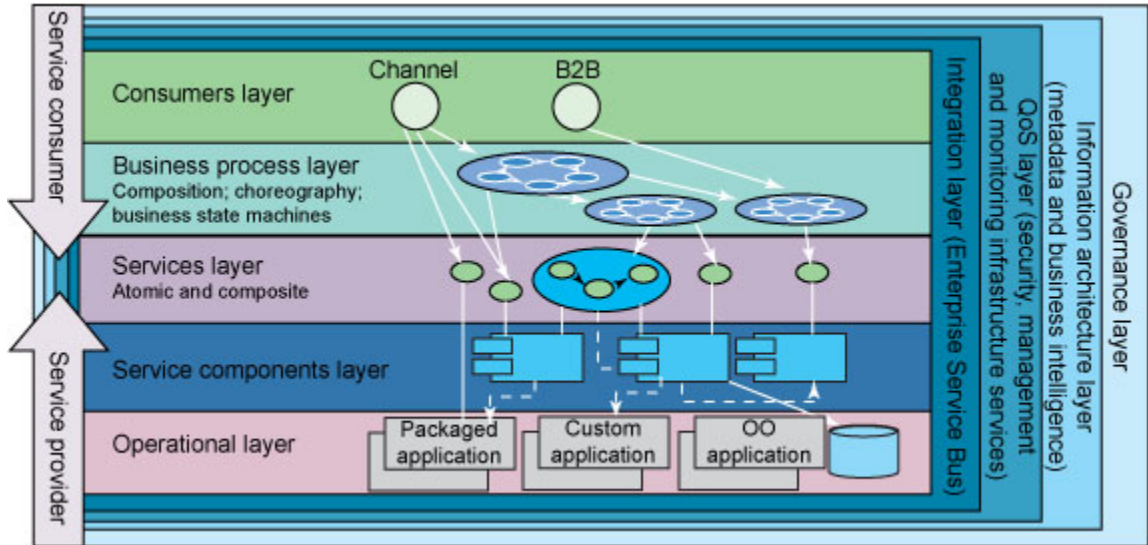 Service consumer
Service provider
Channel
B2B
Consumers layer
Business process layer
Composition; choreography;
business state machines
Services layer
Atomic and composite
Service components layer
Operational layer
Packaged
application
Custom
application
OO
application
Integration layer (Enterprise Service Bus)
QoS layer (security, management
and monitoring infrastructure services)
Information architecture layer
(metadata and business intelligence)
Governance layer